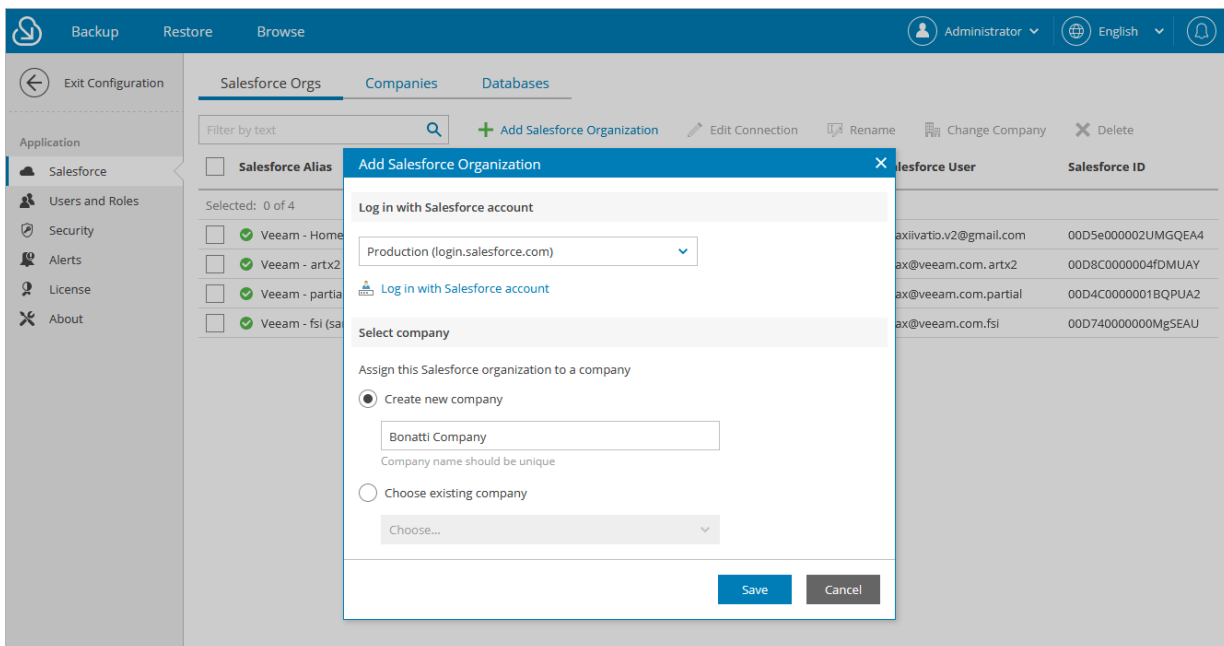 Backup Restore Browse Administrator English
Exit Configuration Salesforce Orgs Companies Databases
Filter by text Add Salesforce Organization Edit Connection Rename Change Company Delete
Application
Salesforce Alias Add Salesforce Organization User Salesforce ID
Salesforce
Users and Roles Selected: 0 of 4 Log in with Salesforce account
Security Veeam - Home 00D5e000002UMGQEA4
Production (login.salesforce.com)
Alerts Veeam - artx2 ax@veeam.com. artx2 00D8C0000004fDMUAY
License Veeam - partia Log in with Salesforce account ax@veeam.com.partial 00D4C0000001BQPUA2
About Veeam - fsi (sa ax@veeam.com.fsi 00D740000000MgSEAU
Select company
Assign this Salesforce organization to a company
Create new company
Bonatti Company
Company name should be unique
Choose existing company
Choose...
Save Cancel